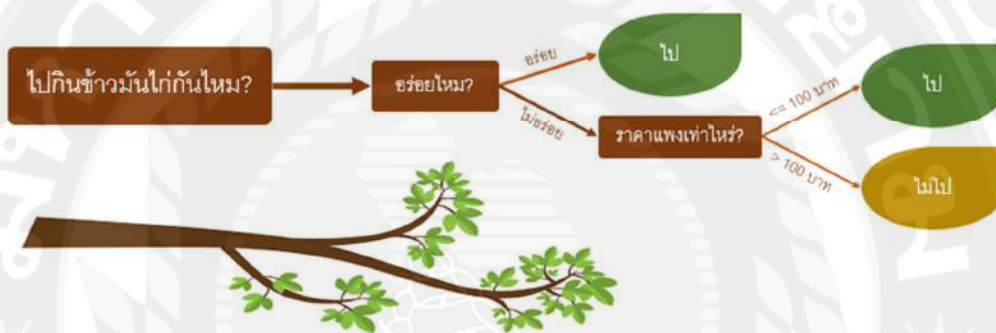 ไปกินข้าวมันไก่กันไหม?
อร่อยไหม?
อร่อย
ไป
ไม่อร่อย
ราคาแพงเท่าไหร่?
<= 100 บาท
ไป
> 100 บาท
ไม่ไป